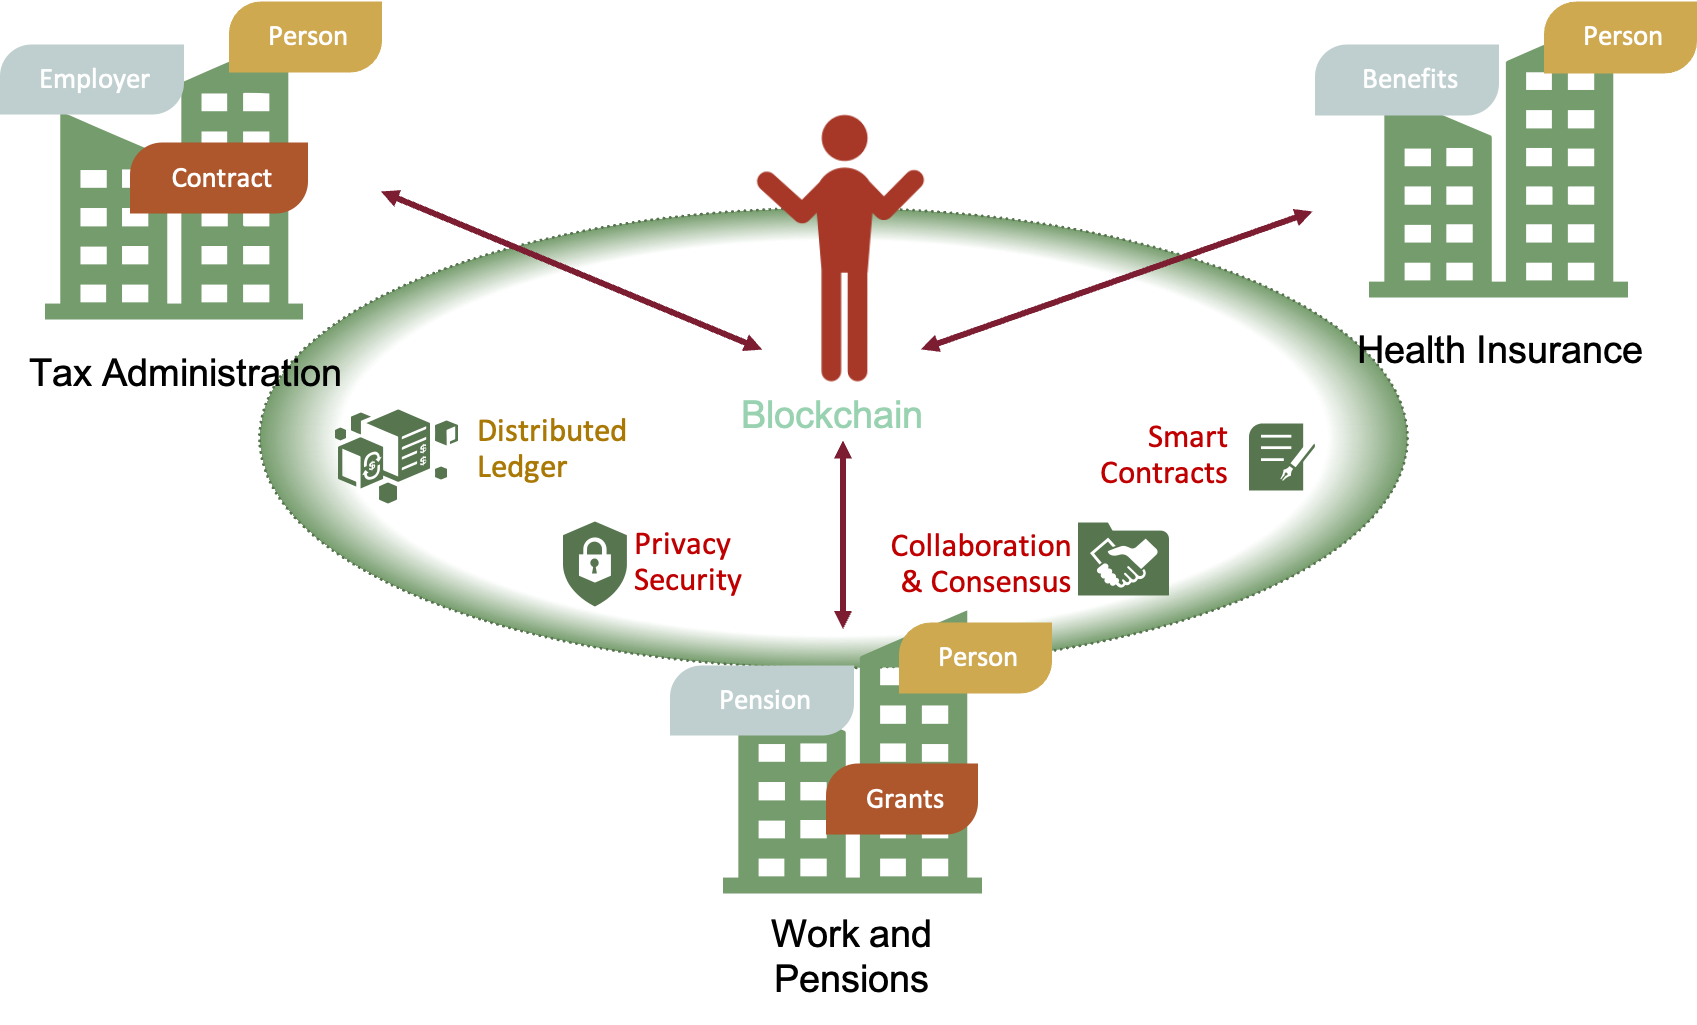 Person
Employer
Contract
Tax Administration
Person
Benefits
Health Insurance
Blockchain
Distributed
Ledger
Smart
Contracts
Privacy
Security
Collaboration
& Consensus
Person
Pension
Grants
Work and
Pensions